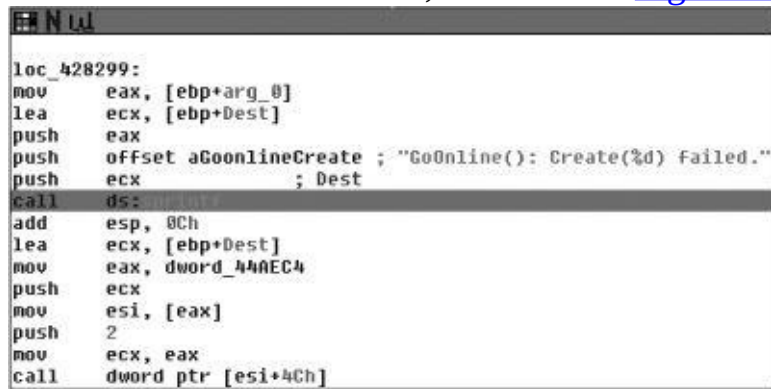 loc_428299:
mov eax, [ebp+arg_0]
lea ecx, [ebp+Dest]
push eax
push offset aGoonlineCreate ; "GoOnline(): Create(%d) Failed."
push ecx ; Dest
call ds:sprintf
add esp, 0Ch
lea ecx, [ebp+Dest]
mov eax, dword_44AEC4
push ecx
mov esi, [eax]
push 2
mov ecx, eax
call dword ptr [esi+4Ch]